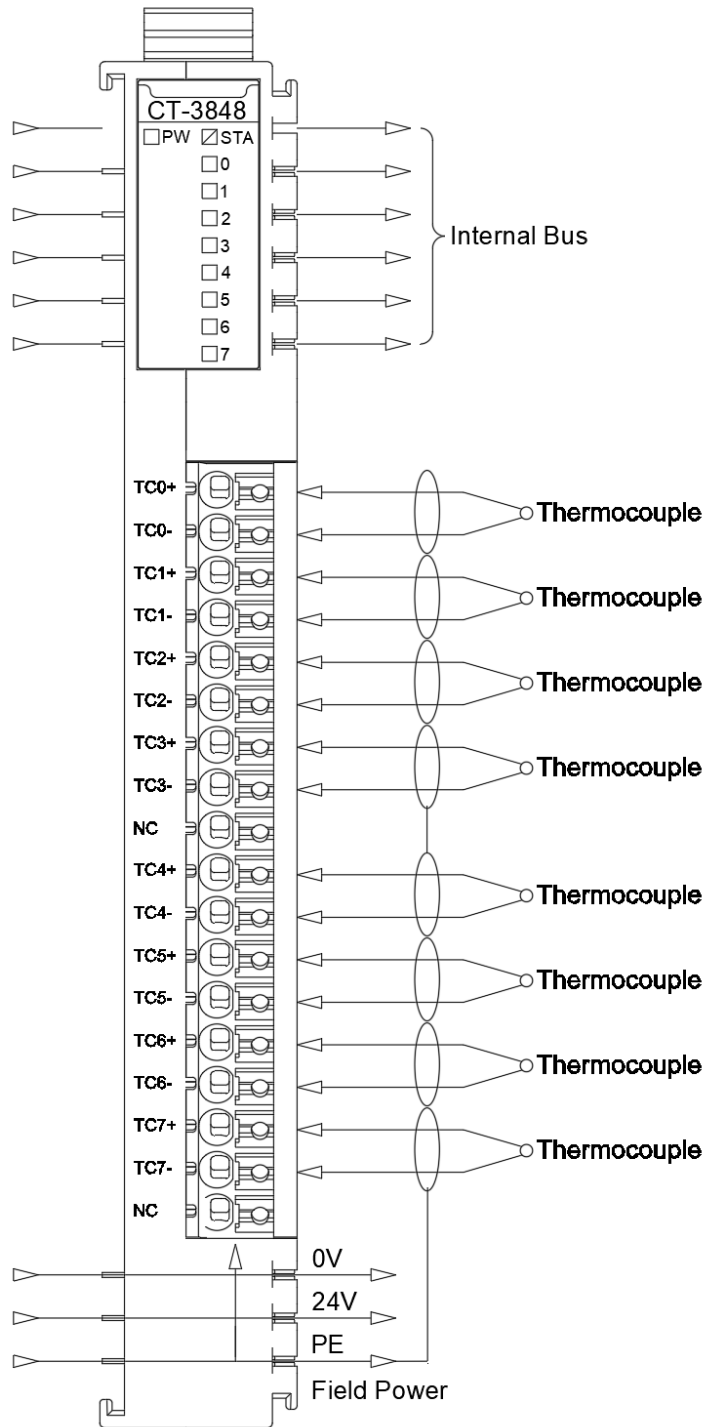 CT-3848
PW STA
0
1
2
3
4
5
6
7
Internal Bus
TC0+
Thermocouple
TC0-
TC1+
Thermocouple
TC1-
TC2+
Thermocouple
TC2-
TC3+
Thermocouple
TC3-
NC
TC4+
Thermocouple
TC4-
TC5+
Thermocouple
TC5-
TC6+
Thermocouple
TC6-
TC7+
Thermocouple
TC7-
NC
0V
24V
PE
Field Power